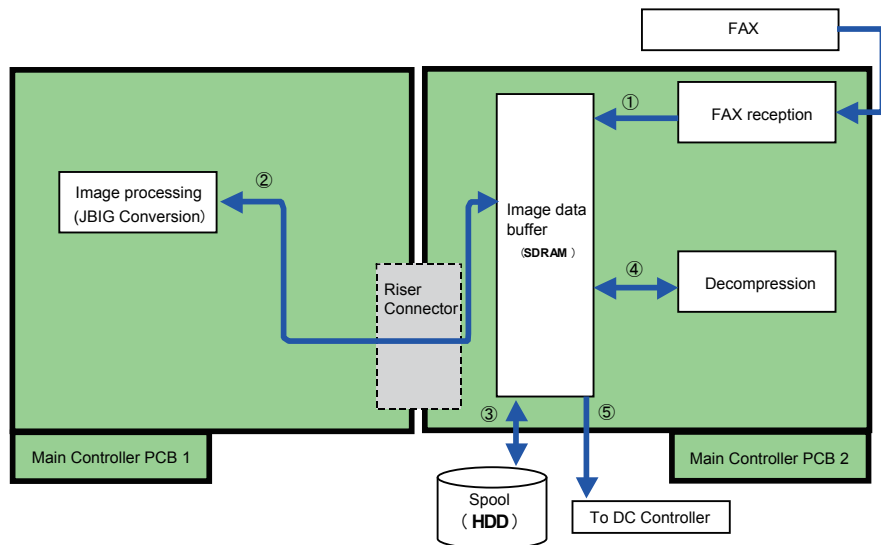 FAX
①
FAX reception
Image processing
(JBIG Conversion)
②
Image data
buffer
(SDRAM)
④
Decompression
Riser
Connector
③
⑤
Main Controller PCB 1
Main Controller PCB 2
Spool
( HDD )
To DC Controller